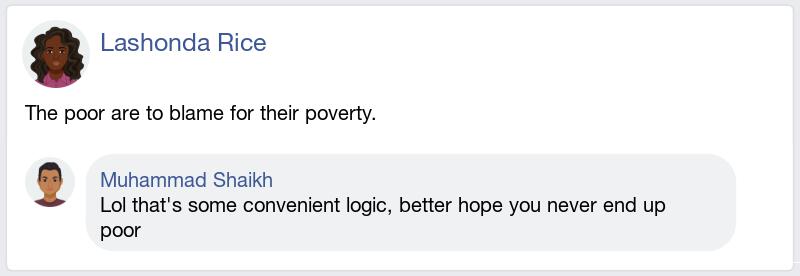 Lashonda Rice
The poor are to blame for their poverty.
Muhammad Shaikh
Lol that's some convenient logic, better hope you never end up
poor